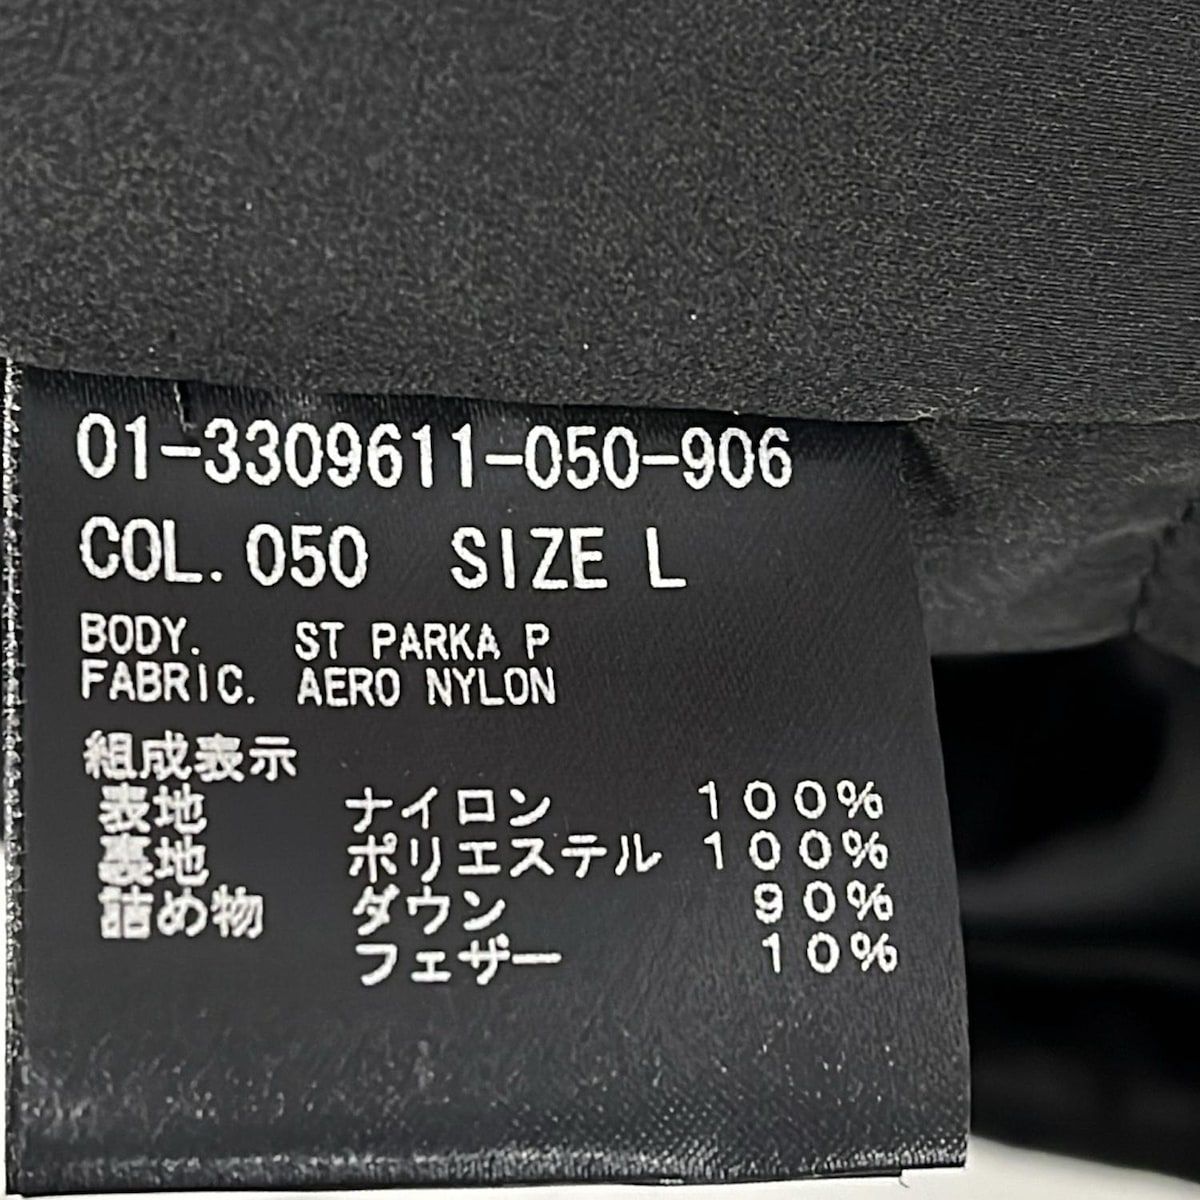 01-3309611-050-906
COL.050 SIZE L
BODY. ST PARKA P
FABRIC. AERO NYLON
組成表示
表地 ナイロン 100%
裏地 ポリエステル 100%
詰め物 ダウン 90%
フェザー 10%